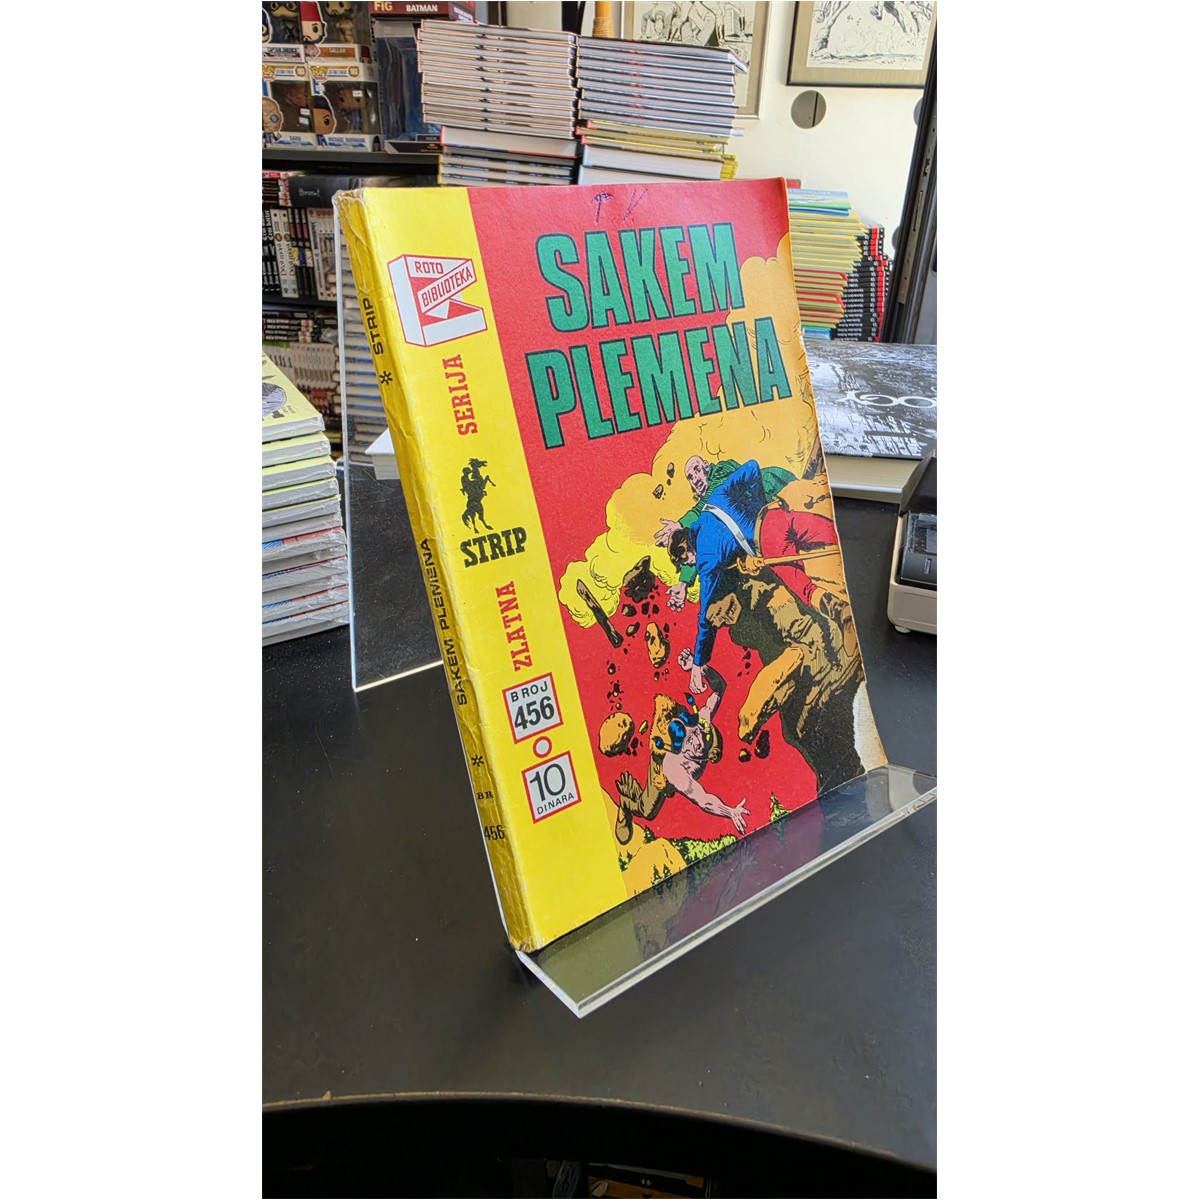 FIG BATMAN
ROTO
BIBLIOTEKA
SAKEM
PLEMENA
SERIJA
STRIP
ZLATNA
BROJ
456
10
DINARA
STRIP * SAKEM PLEMENA * BR 456